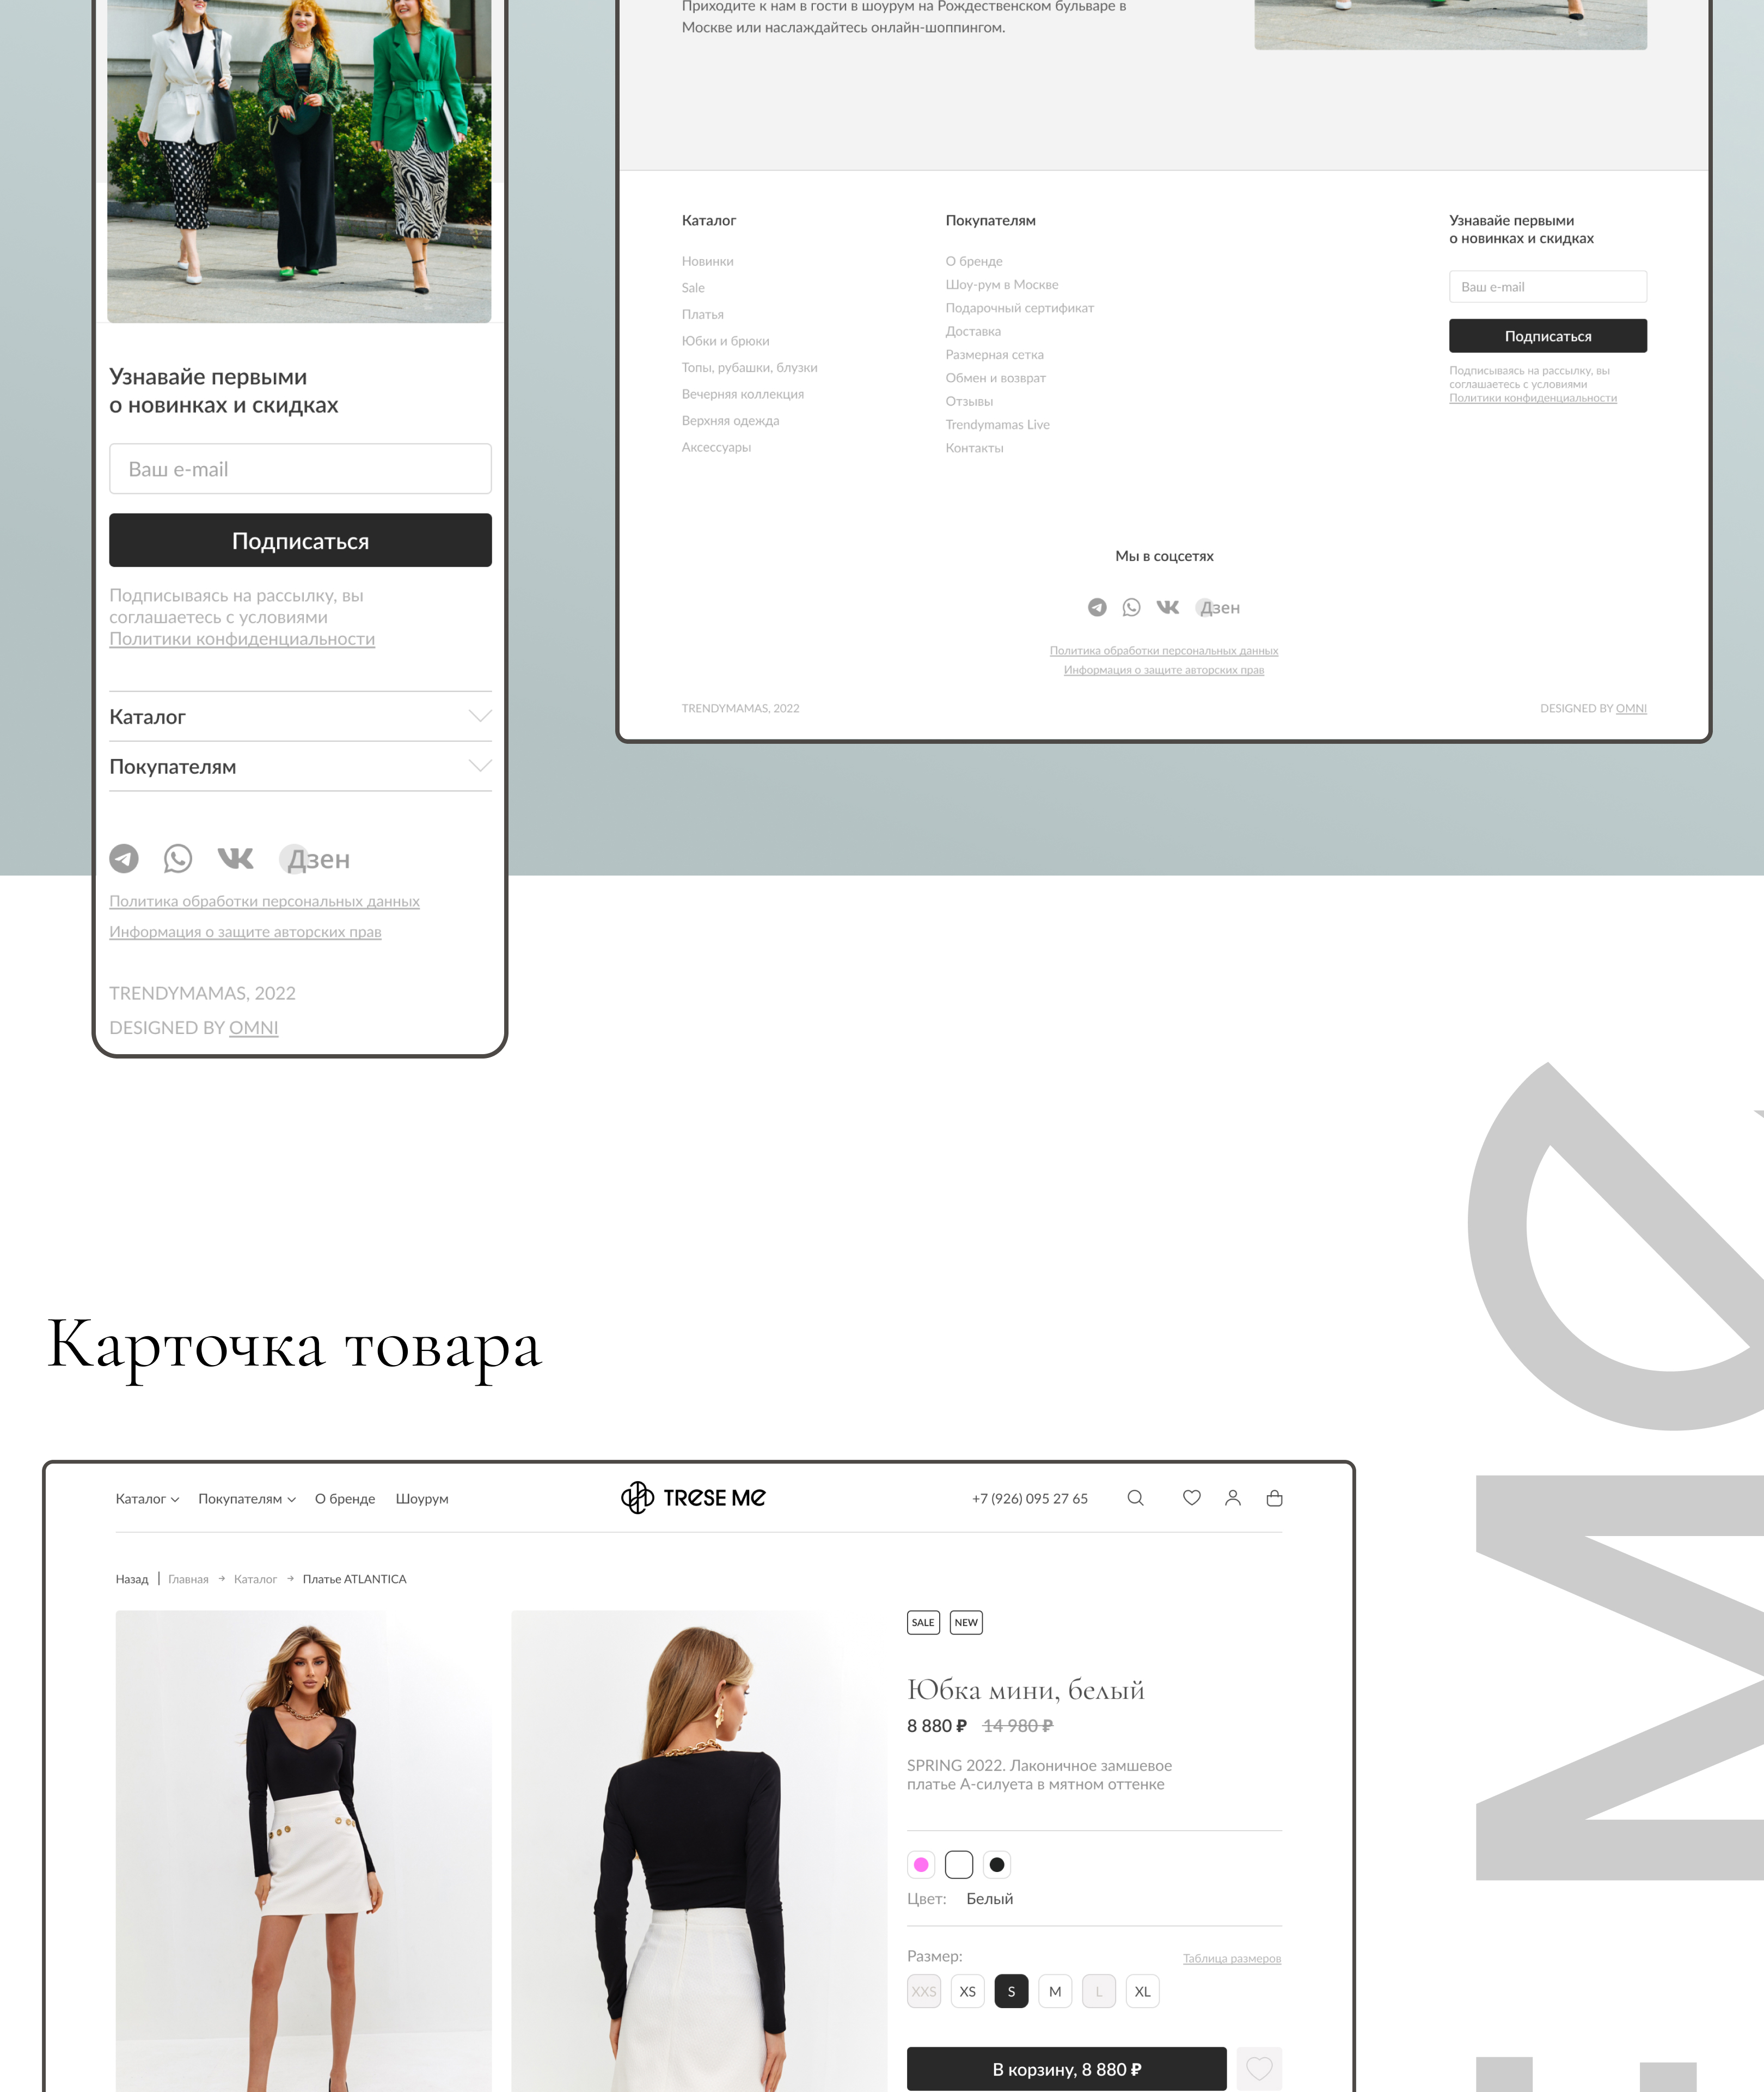 Приходите к нам в гости в шоурум на Рождественском бульваре в
Москве или наслаждайтесь онлайн-шоппингом.
Узнавайте первыми
о новинках и скидках
Ваш e-mail
Подписаться
Подписываясь на рассылку, вы
соглашаетесь с условиями
Политики конфиденциальности
Каталог
Покупателям
Дзен
Политика обработки персональных данных
Информация о защите авторских прав
TRENDYMAMAS, 2022
DESIGNED BY OMNI
Каталог
Новинки
Sale
Платья
Юбки и брюки
Топы, рубашки, блузки
Вечерняя коллекция
Верхняя одежда
Аксессуары
Покупателям
О бренде
Шоу-рум в Москве
Подарочный сертификат
Доставка
Размерная сетка
Обмен и возврат
Отзывы
Trendymamas Live
Контакты
Узнавайте первыми
о новинках и скидках
Ваш e-mail
Подписаться
Подписываясь на рассылку, вы
соглашаетесь с условиями
Политики конфиденциальности
Мы в соцсетях
Дзен
Политика обработки персональных данных
Информация о защите авторских прав
TRENDYMAMAS, 2022
DESIGNED BY OMNI
Карточка товара
Каталог Покупателям О бренде Шоурум
TRESE ME
+7 (926) 095 27 65
Назад | Главная → Каталог → Платье ATLANTICA
SALE NEW
Юбка мини, белый
8 880 ₽ 14 980 ₽
SPRING 2022. Лаконичное замшевое
платье А-силуета в мятном оттенке
Цвет: Белый
Размер: Таблица размеров
XXS XS S M L XL
В корзину, 8 880 ₽